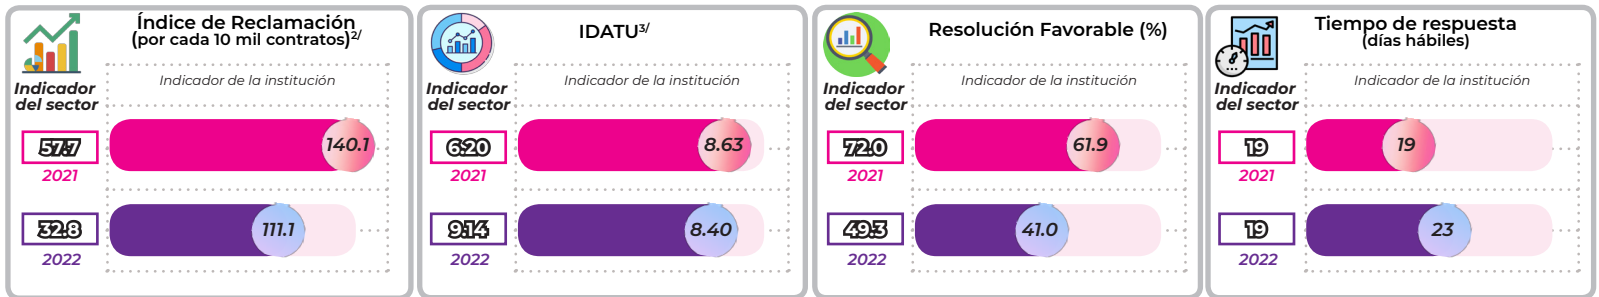 Índice de Reclamación
(por cada 10 mil contratos)2/
Indicador de la institución
Indicador
del sector
57.7
140.1
2021
32.8
111.1
2022
IDATU3/
Indicador de la institución
Indicador
del sector
6.20
8.63
2021
9.14
8.40
2022
Resolución Favorable (%)
Indicador de la institución
Indicador
del sector
72.0
61.9
2021
49.3
41.0
2022
Tiempo de respuesta
(días hábiles)
Indicador de la institución
Indicador
del sector
19
19
2021
19
23
2022